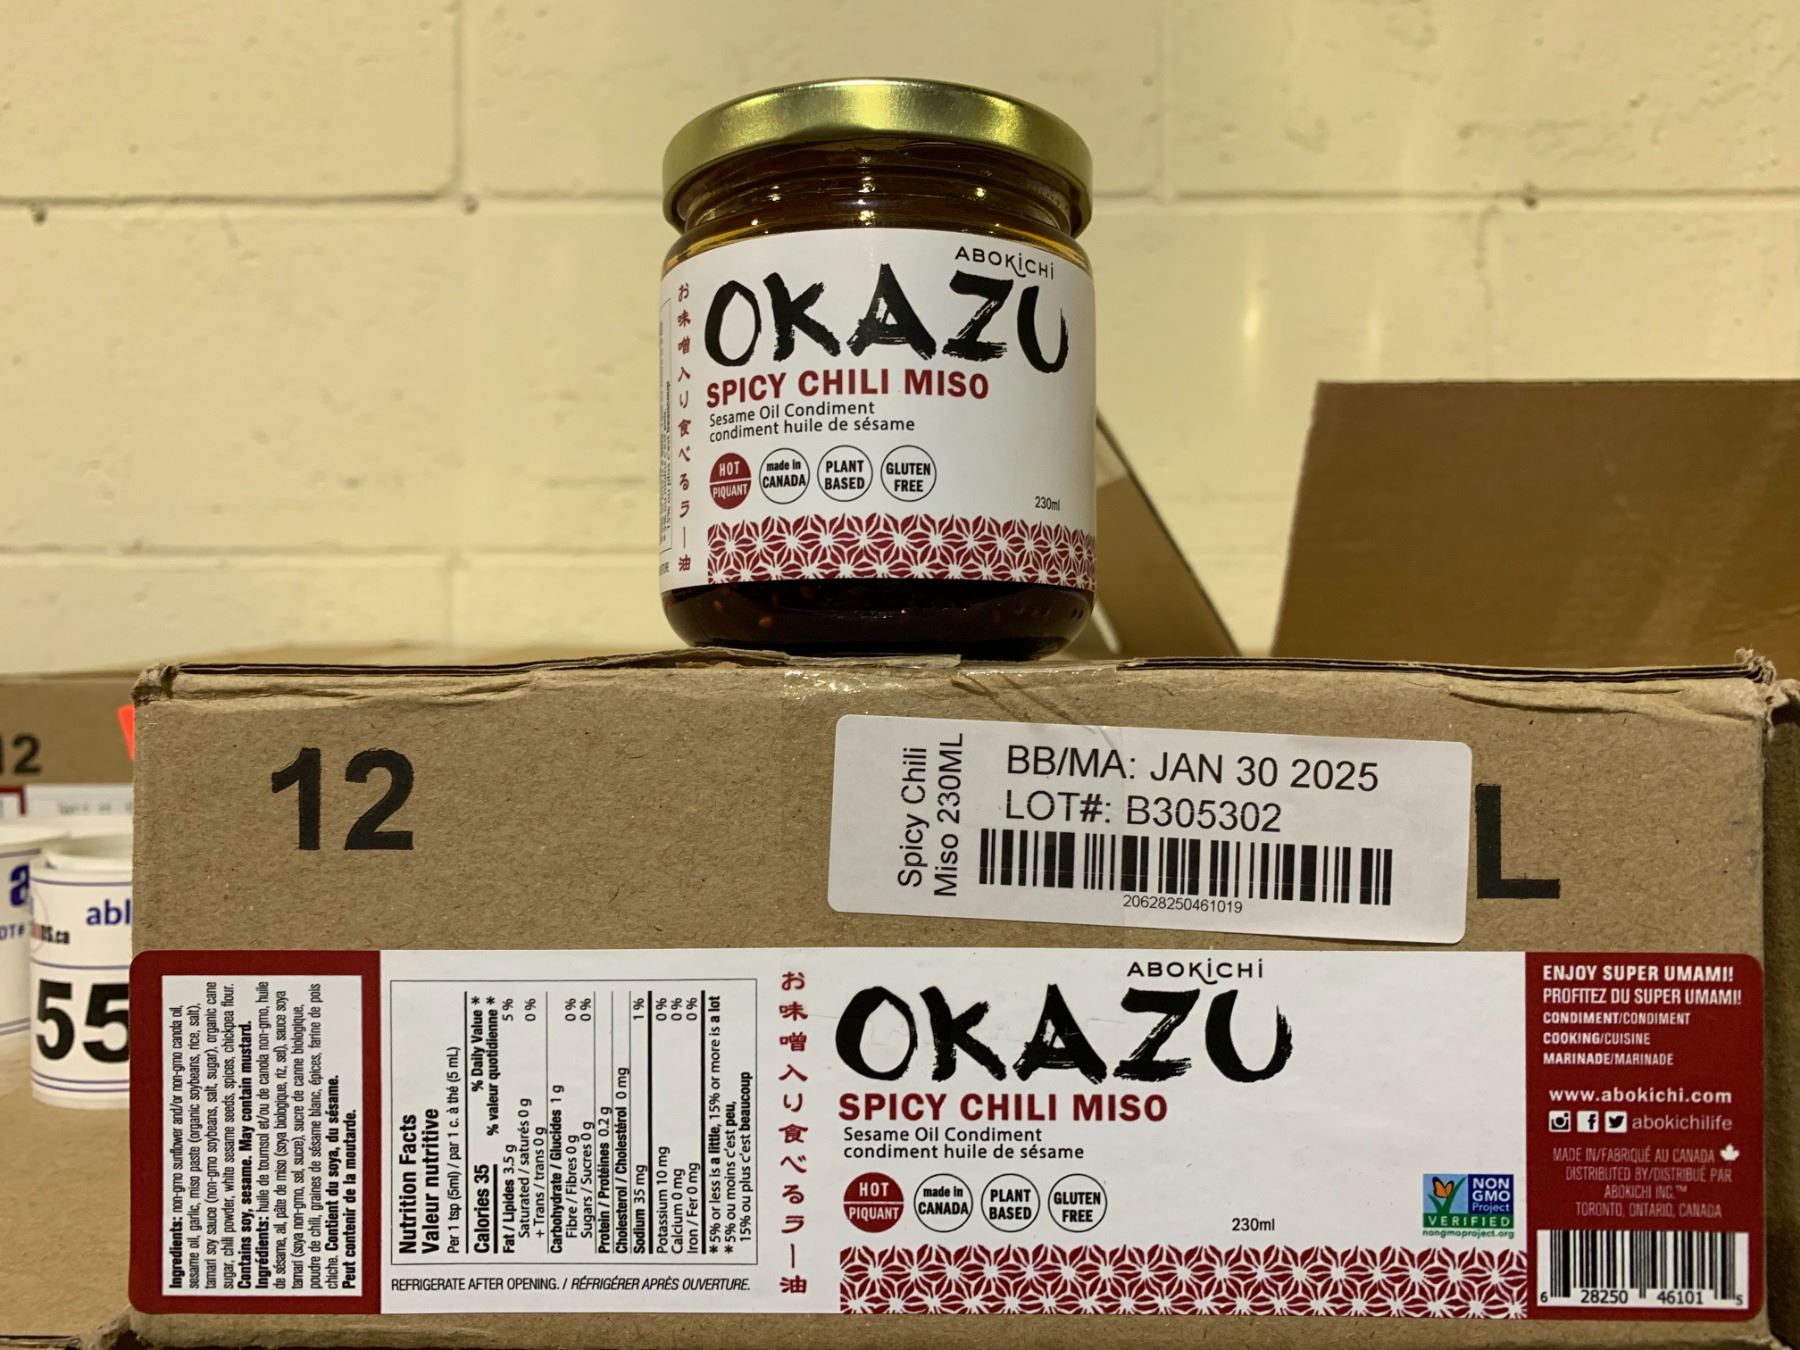 ABOKiCHi
OKAZU
お味噌入り食べるラー油
SPICY CHILI MISO
Sesame Oil Condiment
condiment huile de sésame
HOT
PIQUANT
made in
CANADA
PLANT
BASED
GLUTEN
FREE
230ml
12
12
Spicy Chili
Miso 230ML
BB/MA: JAN 30 2025
LOT#: B305302
20628250461019
L
abl
55
Ingredients: non-gmo sunflower and/or non-gmo canola oil,
sesame oil, garlic, miso paste (organic soybeans, rice, salt),
tamari soy sauce (non-gmo soybeans, salt, sugar), organic cane
sugar, chili powder, white sesame seeds, spices, chickpea flour.
Contains soy, sesame. May contain mustard.
Ingrédients: huile de tournesol et/ou de canola non-gmo, huile
de sésame, ail, pâte de miso (soya biologique, riz, sel), sauce soya
tamari (soya non-gmo, sel, sucre), sucre de canne biologique,
poudre de chili, graines de sésame blanc, épices, farine de pois
chiche. Contient du soya, du sésame.
Peut contenir de la moutarde.
Nutrition Facts
Valeur nutritive
Per 1 tsp (5ml) / par 1 c. à thé (5 mL)
Calories 35 % Daily Value *
% valeur quotidienne *
Fat / Lipides 3.5 g 5 %
Saturated / saturés 0 g 0 %
+ Trans / trans 0 g
Carbohydrate / Glucides 1 g
Fibre / Fibres 0 g 0 %
Sugars / Sucres 0 g 0 %
Protein / Protéines 0.2 g
Cholesterol / Cholestérol 0 mg
Sodium 35 mg 1 %
Potassium 10 mg 0 %
Calcium 0 mg 0 %
Iron / Fer 0 mg 0 %
*5% or less is a little, 15% or more is a lot
*5% ou moins c'est peu,
15% ou plus c'est beaucoup
REFRIGERATE AFTER OPENING. / RÉFRIGÉRER APRÈS OUVERTURE.
お味噌入り食べるラー油
ABOKiCHi
OKAZU
SPICY CHILI MISO
Sesame Oil Condiment
condiment huile de sésame
HOT
PIQUANT
made in
CANADA
PLANT
BASED
GLUTEN
FREE
230ml
NON
GMO
Project
VERIFIED
nongmoproject.org
ENJOY SUPER UMAMI!
PROFITEZ DU SUPER UMAMI!
CONDIMENT/CONDIMENT
COOKING/CUISINE
MARINADE/MARINADE
www.abokichi.com
abokichilife
MADE IN/FABRIQUÉ AU CANADA
DISTRIBUTED BY/DISTRIBUÉ PAR
ABOKICHI INC.™
TORONTO, ONTARIO, CANADA
6 28250 46101 5